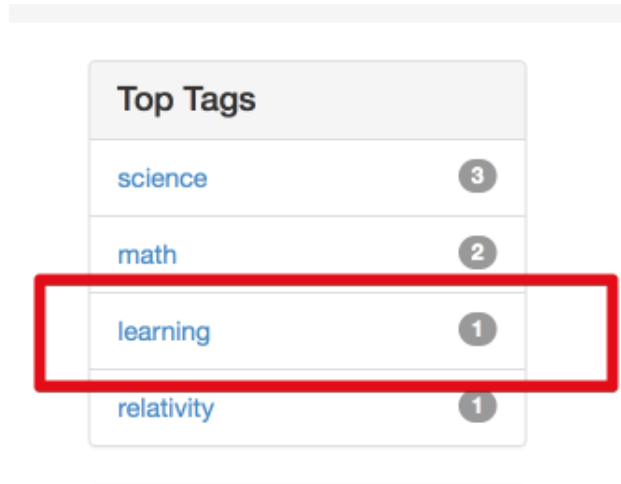 Top Tags
science 3
math 2
learning 1
relativity 1